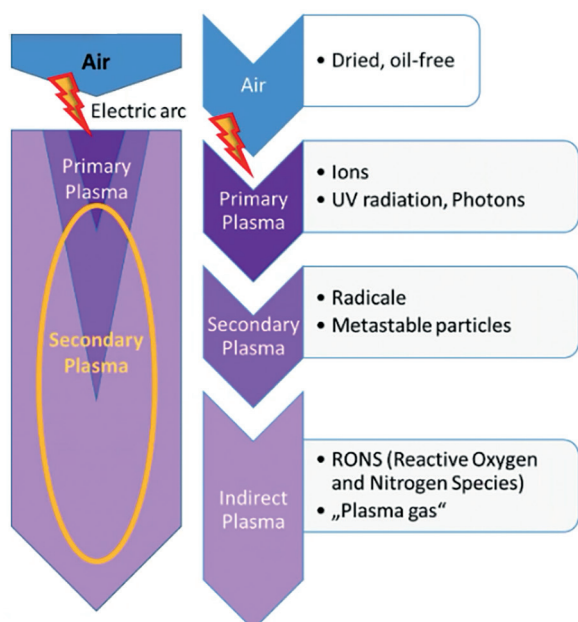 Air
Electric arc
Primary
Plasma
Secondary
Plasma
Air
• Dried, oil-free
Primary
Plasma
• Ions
• UV radiation, Photons
Secondary
Plasma
• Radicale
• Metastable particles
Indirect
Plasma
• RONS (Reactive Oxygen
and Nitrogen Species)
• „Plasma gas“